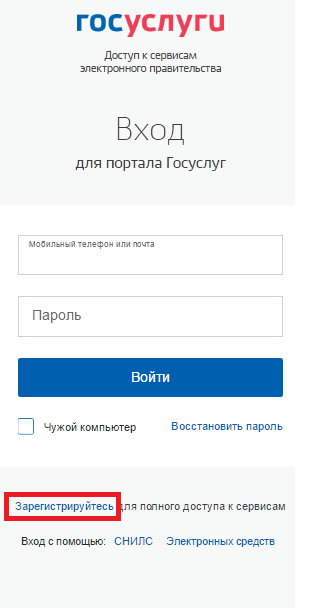 госуслуги
Доступ к сервисам
электронного правительства
Вход
для портала Госуслуг
Мобильный телефон или почта
Пароль
Войти
Чужой компьютер
Восстановить пароль
Зарегистрируйтесь для полного доступа к сервисам
Вход с помощью: СНИЛС Электронных средств